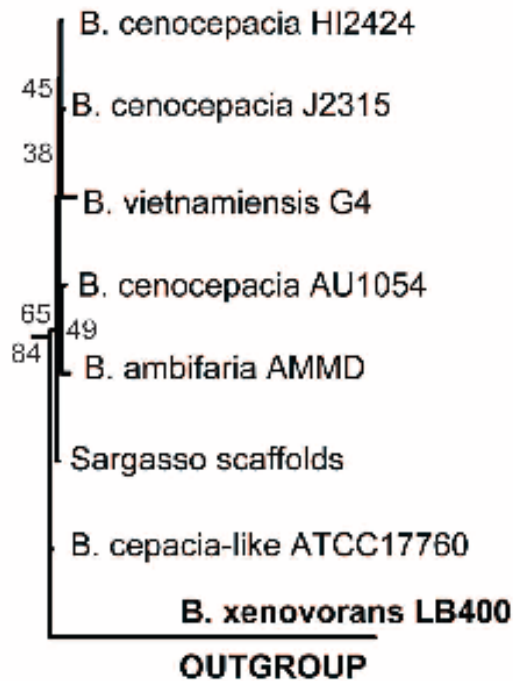 B. cenocepacia HI2424
45
B. cenocepacia J2315
38
B. vietnamiensis G4
B. cenocepacia AU1054
65
49
84
B. ambifaria AMMD
Sargasso scaffolds
B. cepacia-like ATCC17760
B. xenovorans LB400
OUTGROUP